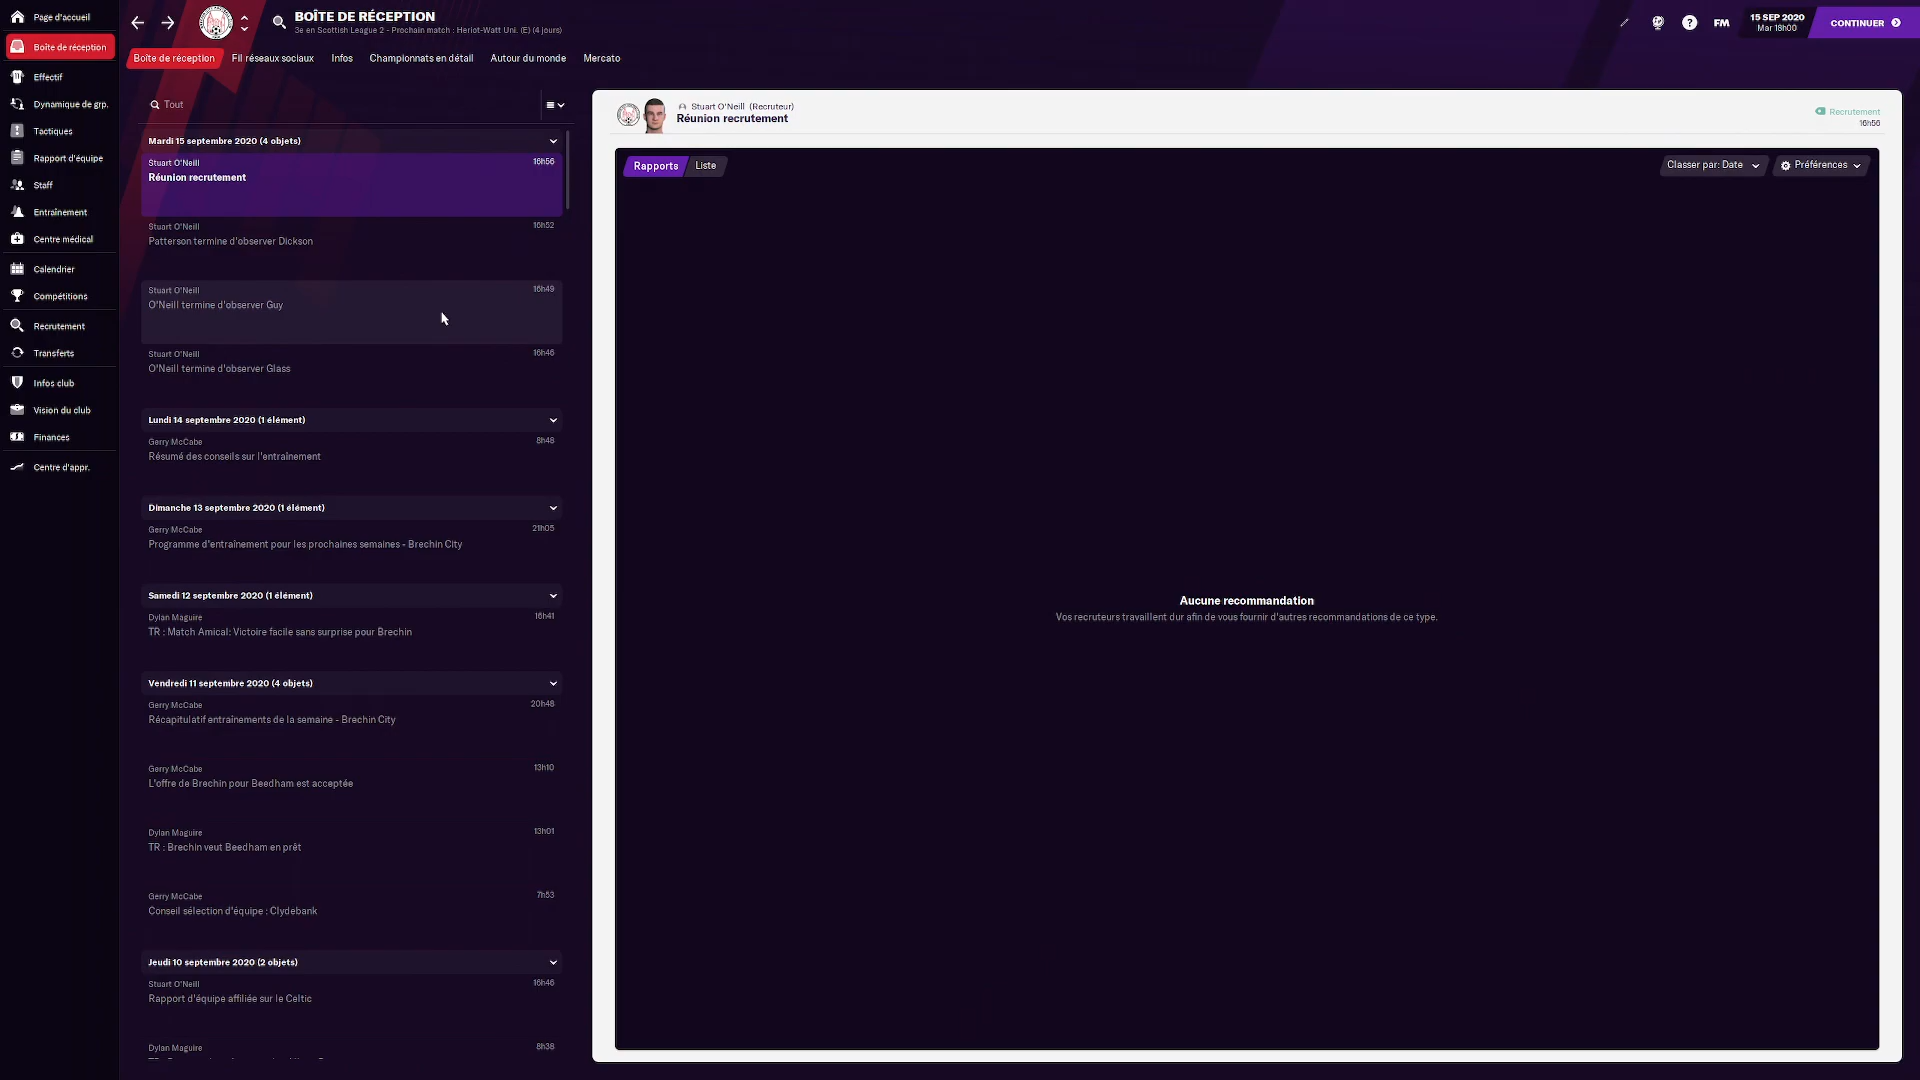 Page d'accueil
Boîte de réception
Effectif
Dynamique de grp.
Tactiques
Rapport d'équipe
Staff
Entraînement
Centre médical
Calendrier
Compétitions
Recrutement
Transferts
Infos club
Vision du club
Finances
Centre d'appr.
BOÎTE DE RÉCEPTION
3e en Scottish League 2 - Prochain match : Heriot-Watt Uni. (E) (4 jours)
FM
15 SEP 2020
Mar 18h00
CONTINUER
Boîte de réception Fil réseaux sociaux Infos Championnats en détail Autour du monde Mercato
Tout
Mardi 15 septembre 2020 (4 objets)
Stuart O'Neill 16h56
Réunion recrutement
Stuart O'Neill 16h52
Patterson termine d'observer Dickson
Stuart O'Neill 16h49
O'Neill termine d'observer Guy
Stuart O'Neill 16h46
O'Neill termine d'observer Glass
Lundi 14 septembre 2020 (1 élément)
Gerry McCabe 8h48
Résumé des conseils sur l'entraînement
Dimanche 13 septembre 2020 (1 élément)
Gerry McCabe 21h05
Programme d'entraînement pour les prochaines semaines - Brechin City
Samedi 12 septembre 2020 (1 élément)
Dylan Maguire 16h41
TR : Match Amical: Victoire facile sans surprise pour Brechin
Vendredi 11 septembre 2020 (4 objets)
Gerry McCabe 20h48
Récapitulatif entraînements de la semaine - Brechin City
Gerry McCabe 13h10
L'offre de Brechin pour Beedham est acceptée
Dylan Maguire 13h01
TR : Brechin veut Beedham en prêt
Gerry McCabe 7h53
Conseil sélection d'équipe : Clydebank
Jeudi 10 septembre 2020 (2 objets)
Stuart O'Neill 16h46
Rapport d'équipe affiliée sur le Celtic
Dylan Maguire 8h38
Stuart O'Neill (Recruteur)
Réunion recrutement
Recrutement
16h56
Rapports Liste
Classer par: Date Préférences
Aucune recommandation
Vos recruteurs travaillent dur afin de vous fournir d'autres recommandations de ce type.